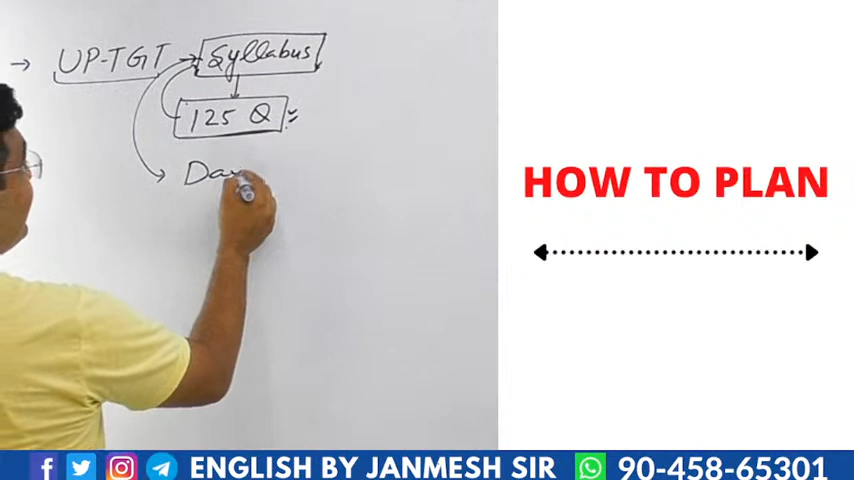 → UP-TGT → Syllabus
125 Q
Day
HOW TO PLAN
ENGLISH BY JANMESH SIR 90-458-65301